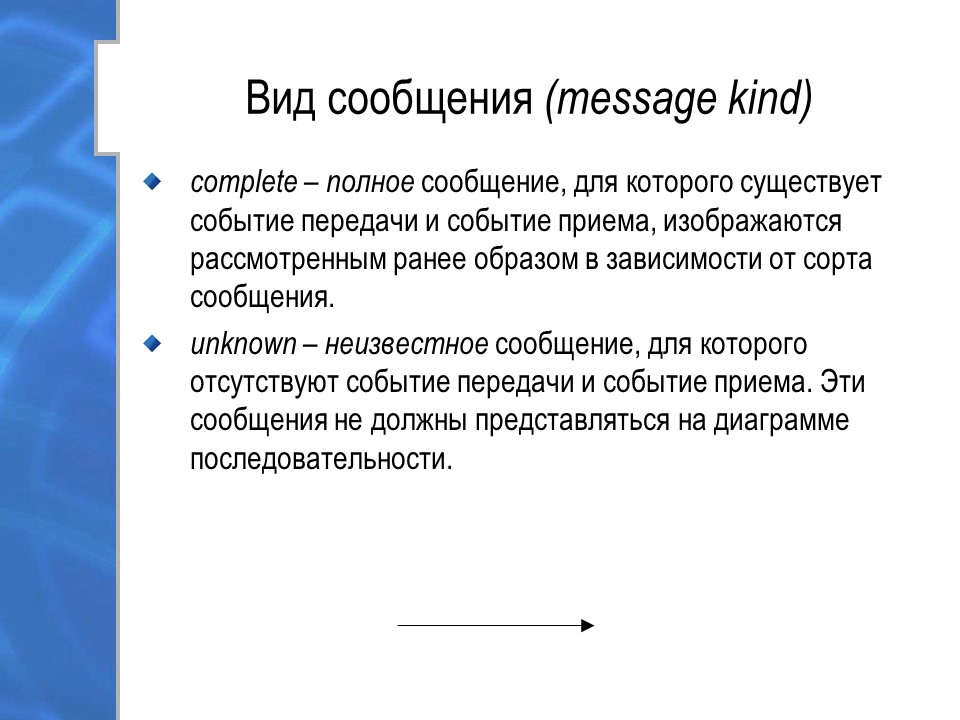 Вид сообщения (message kind)
complete – полное сообщение, для которого существует
событие передачи и событие приема, изображаются
рассмотренным ранее образом в зависимости от сорта
сообщения.
unknown – неизвестное сообщение, для которого
отсутствуют событие передачи и событие приема. Эти
сообщения не должны представляться на диаграмме
последовательности.